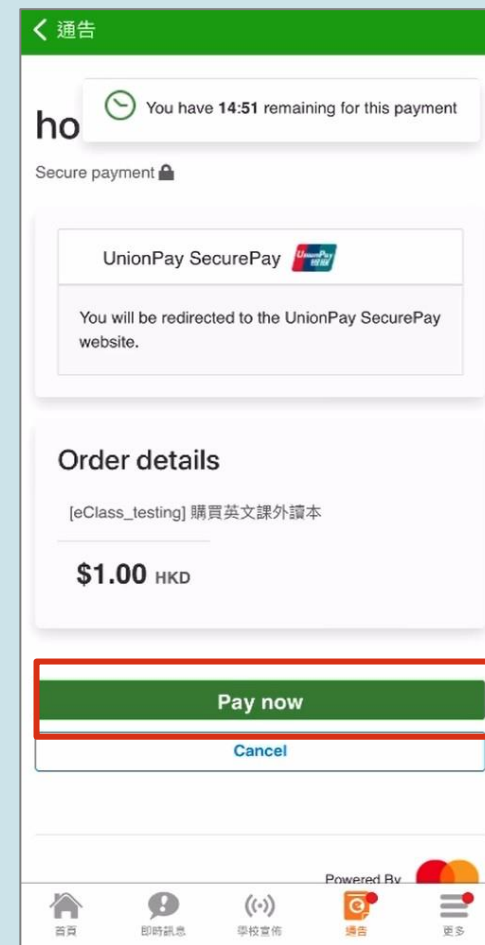 通告
You have 14:51 remaining for this payment
ho
Secure payment
UnionPay SecurePay
UnionPay
银联
You will be redirected to the UnionPay SecurePay
website.
Order details
[eClass_testing] 購買英文課外讀本
$1.00 HKD
Pay now
Cancel
Powered By
首頁
即時訊息
學校宣佈
通告
更多